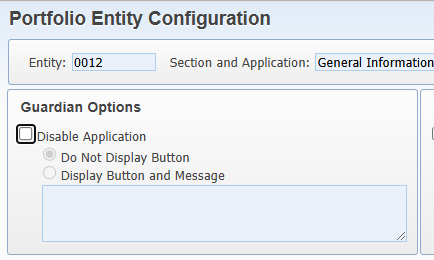 Portfolio Entity Configuration
Entity: 0012 Section and Application: General Information
Guardian Options
Disable Application
Do Not Display Button
Display Button and Message